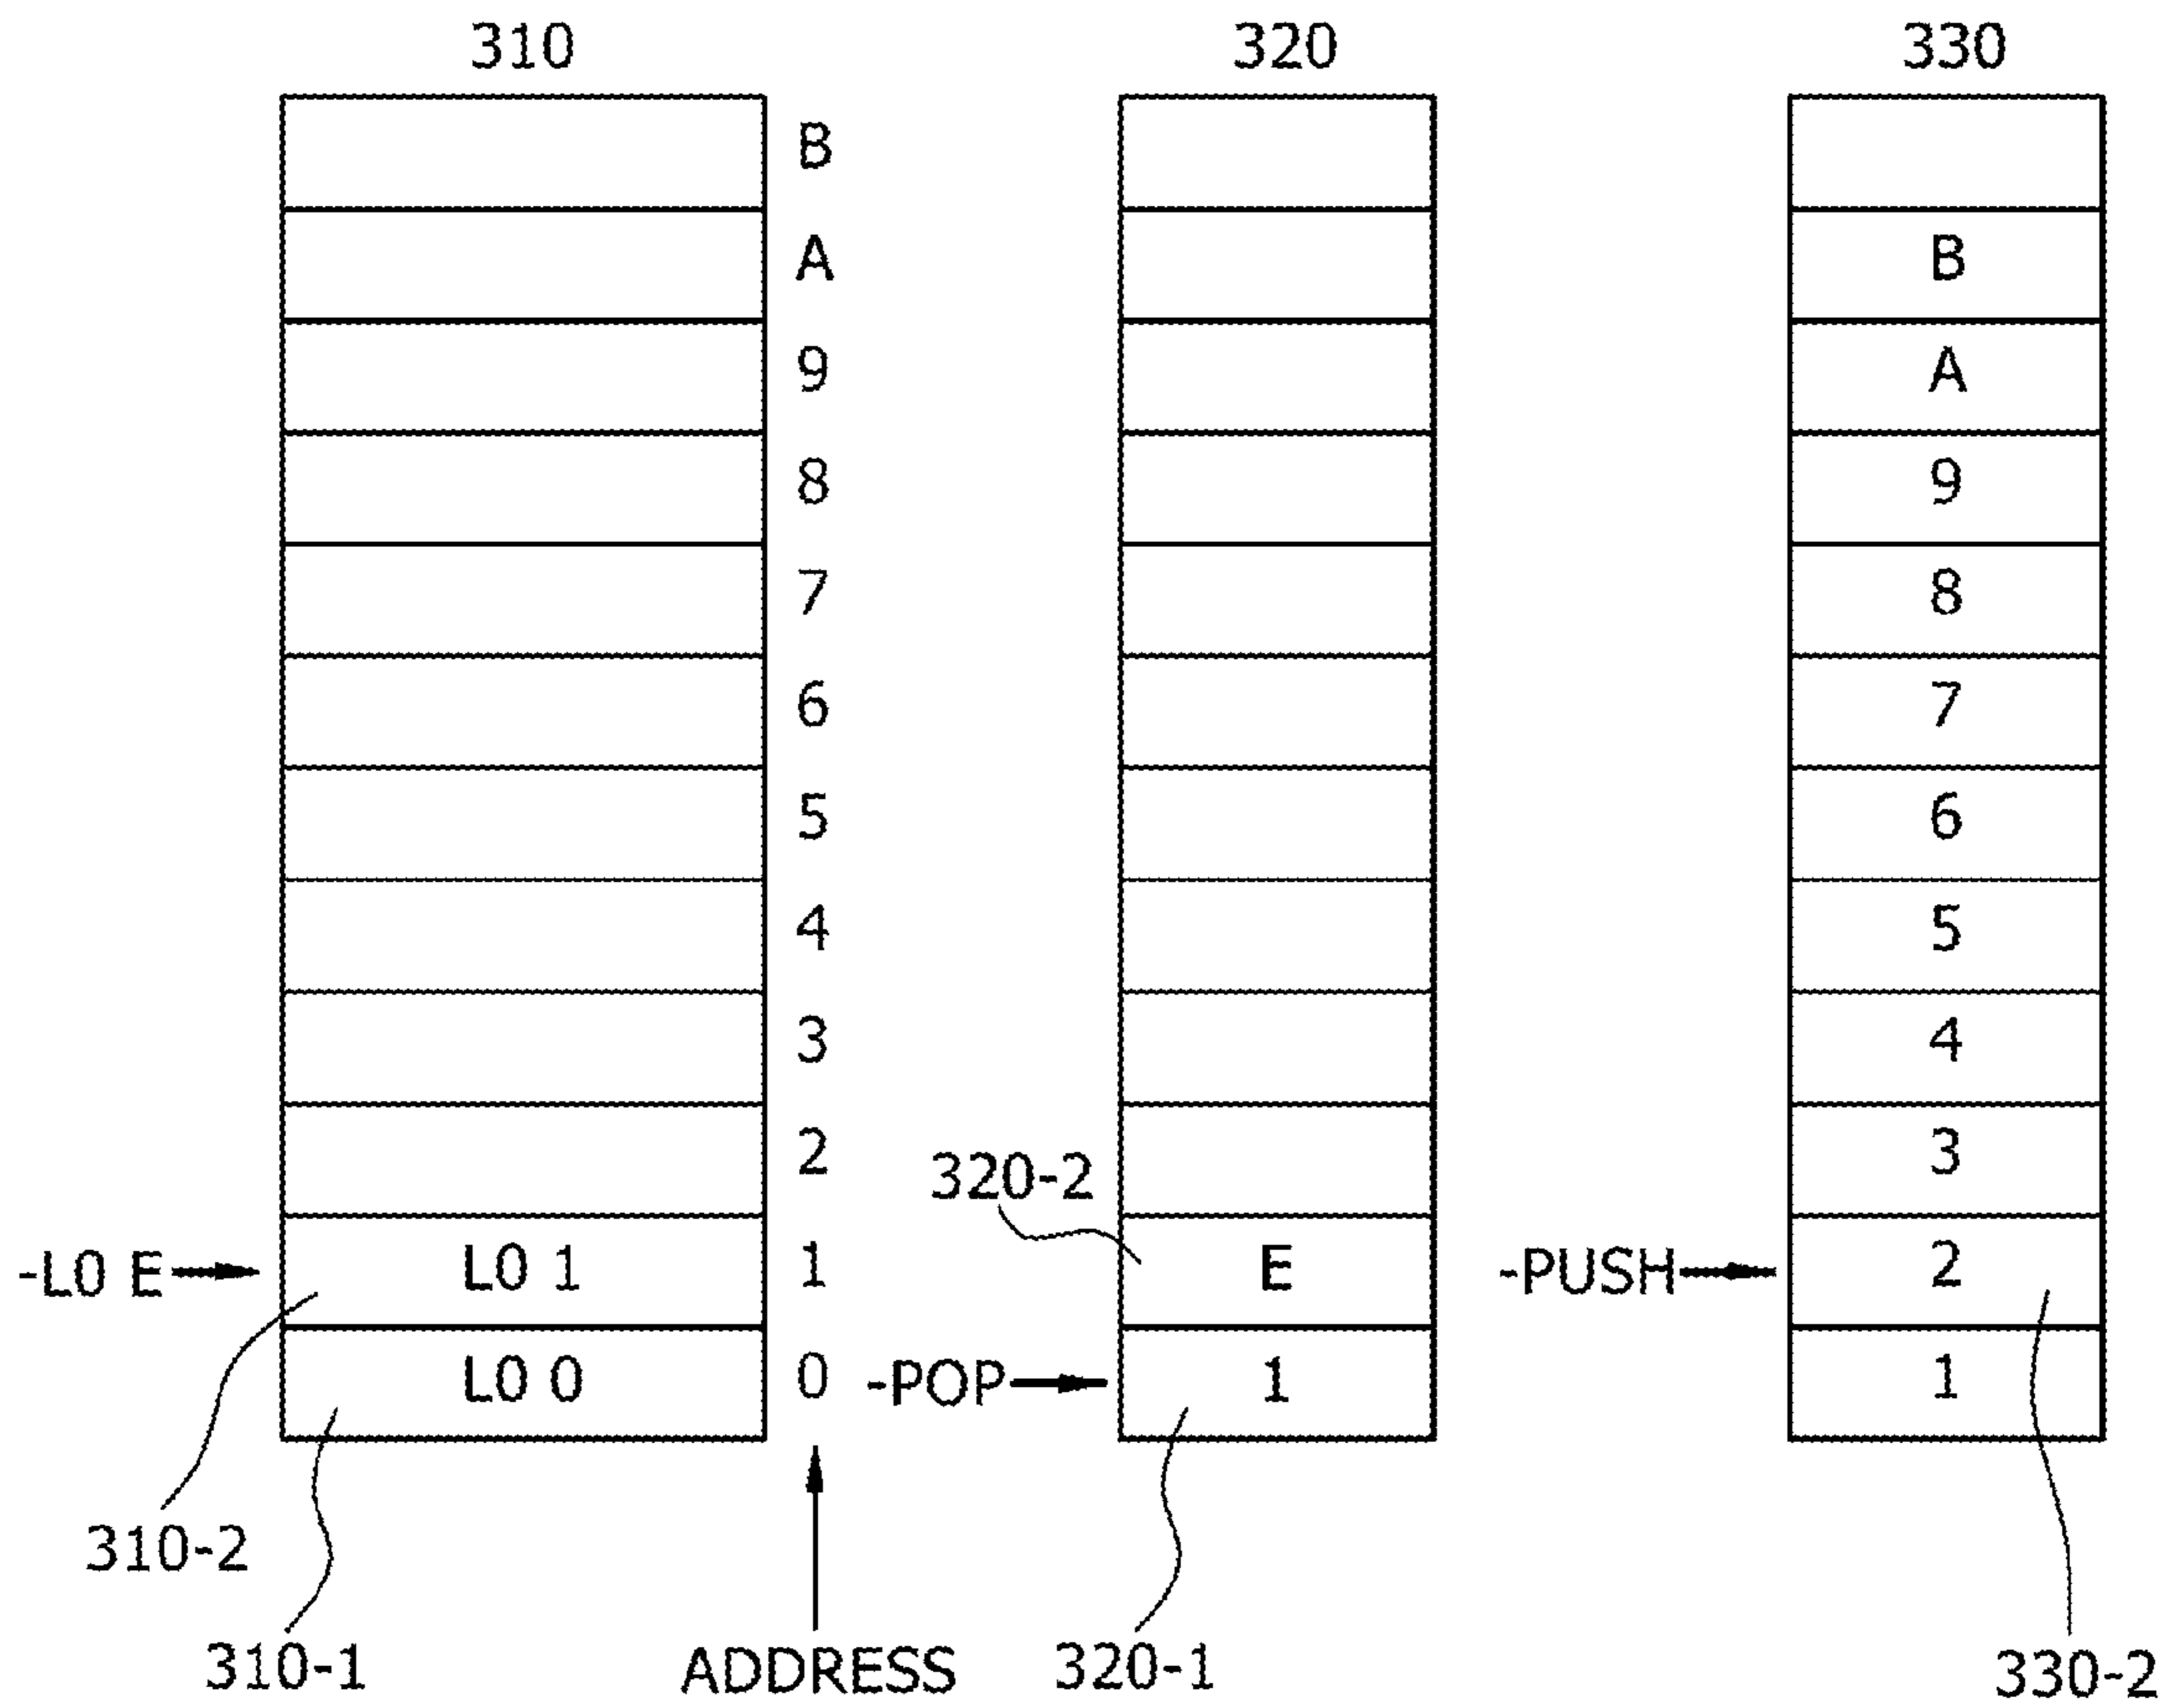 310 320 330
B
A B
9 A
8 9
7 8
6 7
5 6
4 5
3 4
2 3
320-2
-L0 E L0 1 1 E -PUSH 2
L0 0 0 -POP 1 1
310-2
310-1 ADDRESS 320-1 330-2